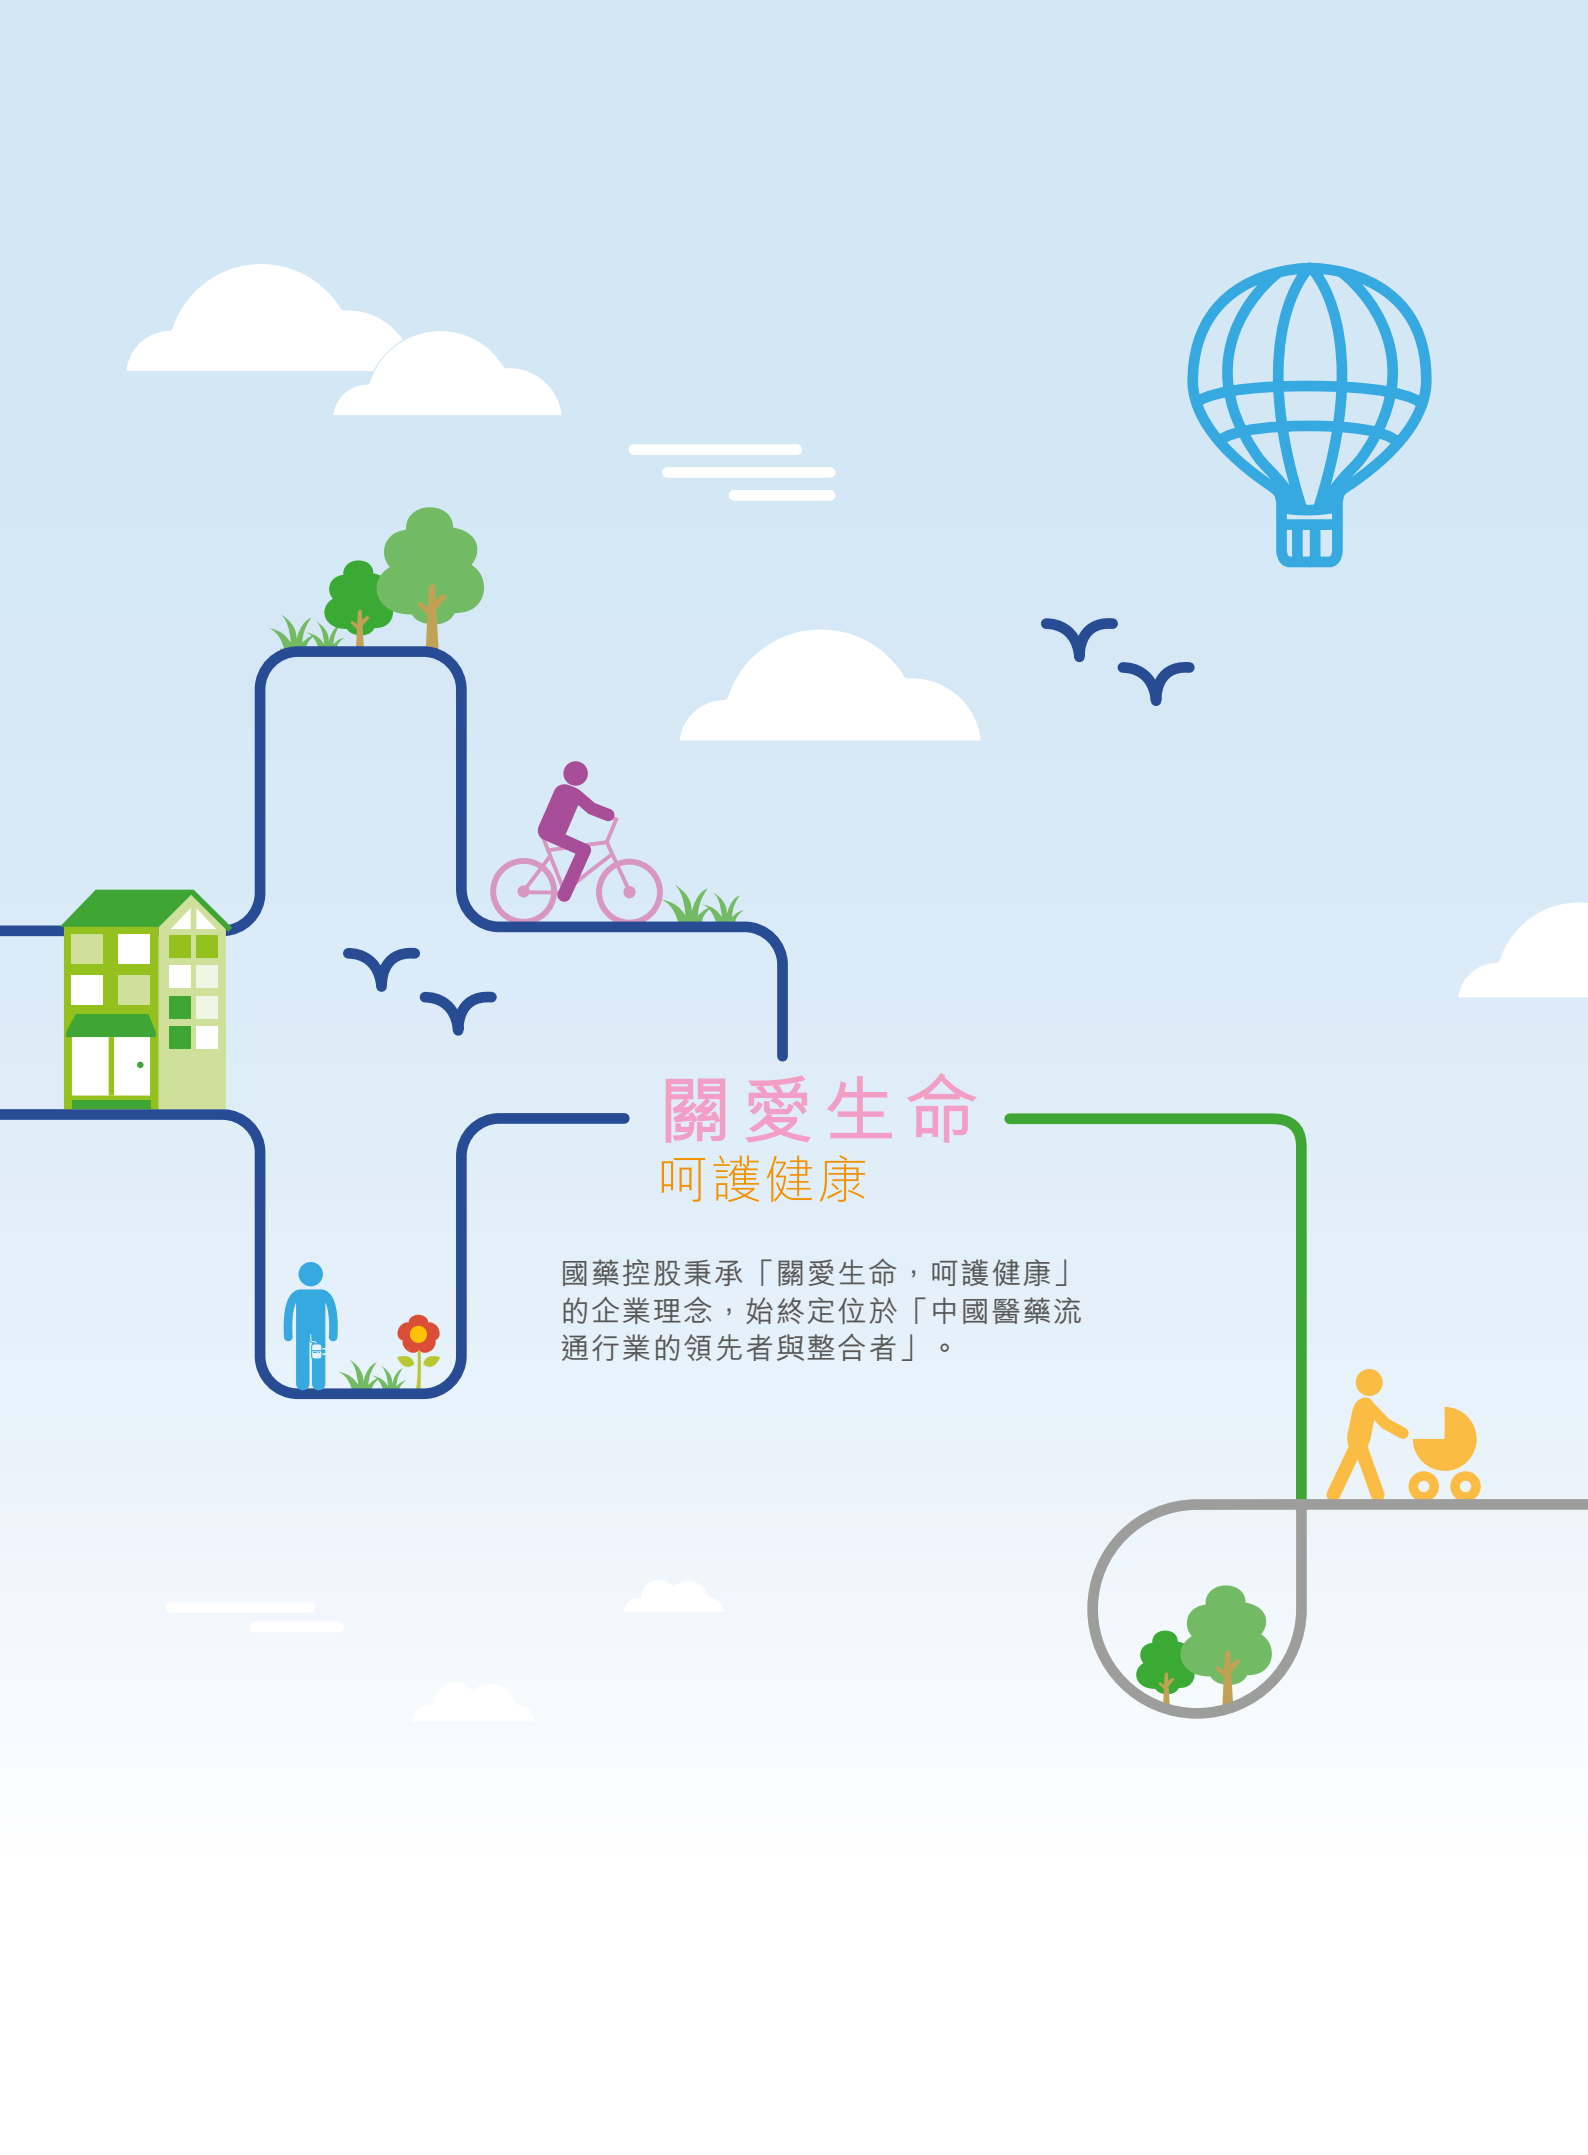 關愛生命
呵護健康
國藥控股秉承「關愛生命，呵護健康」
的企業理念，始終定位於「中國醫藥流
通行業的領先者與整合者」。